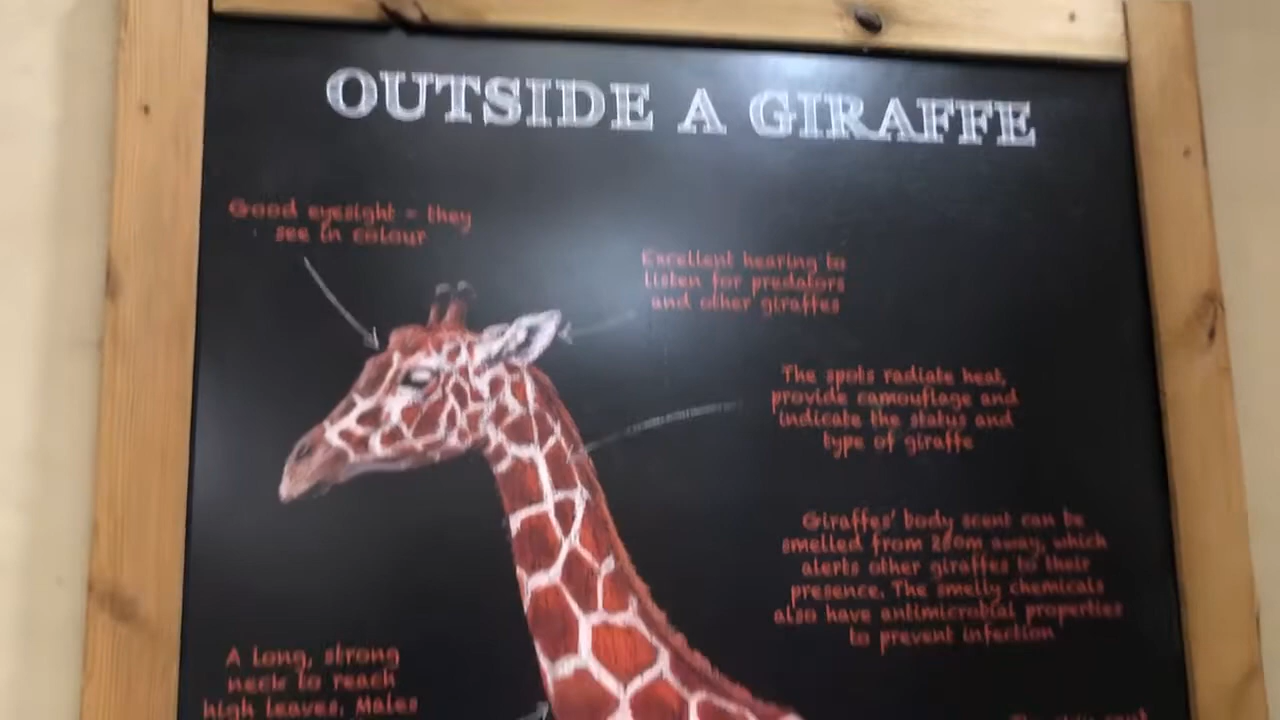 OUTSIDE A GIRAFFE
Good eyesight - they
see in colour
Excellent hearing to
listen for predators
and other giraffes
The spots radiate heat,
provide camouflage and
indicate the status and
type of giraffe
Giraffes' body scent can be
smelled from away, which
alerts other giraffes to their
presence. The smelly chemicals
also have antimicrobial properties
to prevent infection
A long, strong
neck to reach
high leaves. Males